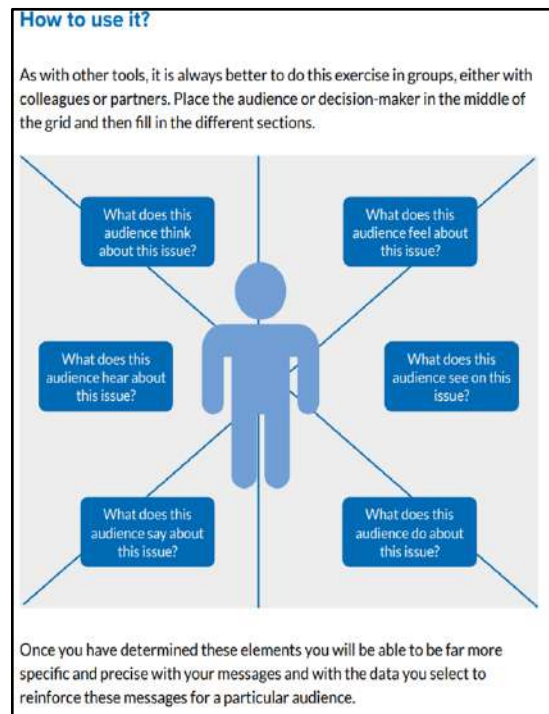 How to use it?
As with other tools, it is always better to do this exercise in groups, either with
colleagues or partners. Place the audience or decision-maker in the middle of
the grid and then fill in the different sections.
What does this
audience think
about this issue?
What does this
audience feel about
this issue?
What does this
audience hear about
this issue?
What does this
audience see on this
issue?
What does this
audience say about
this issue?
What does this
audience do about
this issue?
Once you have determined these elements you will be able to be far more
specific and precise with your messages and with the data you select to
reinforce these messages for a particular audience.